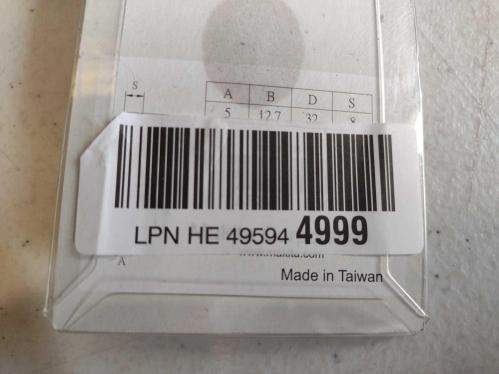 S
A B D S
5 12.7 32 8
LPN HE 49594 4999
A
Made in Taiwan